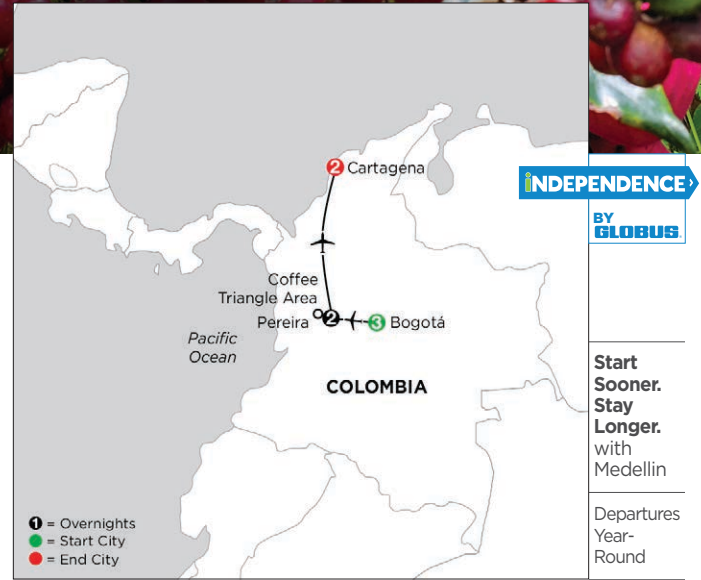 2 Cartagena
iNDEPENDENCE
BY
GLOBUS.
Coffee
Triangle Area
Pereira 2
3 Bogotá
Pacific
Ocean
COLOMBIA
Start
Sooner.
Stay
Longer.
with
Medellin
Departures
Year-
Round
1 = Overnights
= Start City
= End City